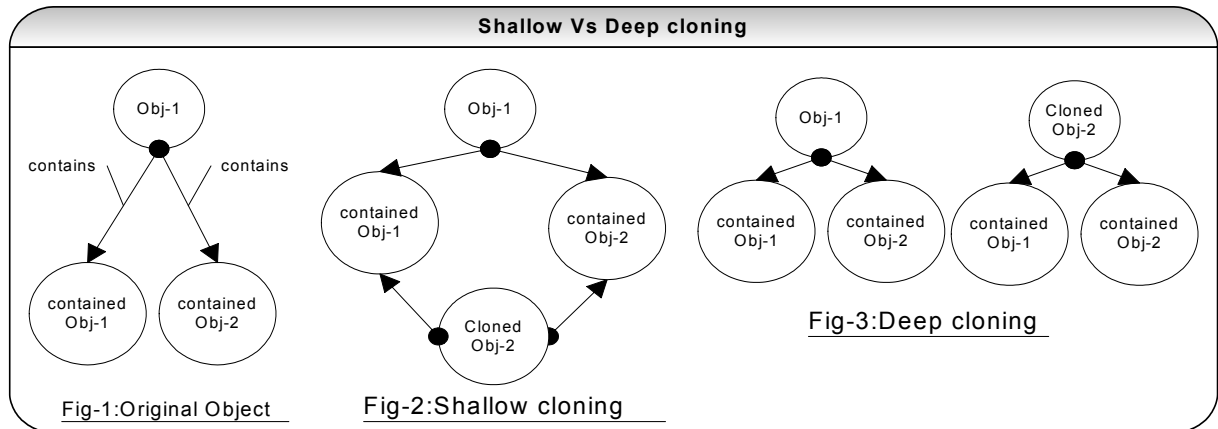 Shallow Vs Deep cloning
Obj-1
contains
contains
contained
Obj-1
contained
Obj-2
Fig-1:Original Object
Obj-1
contained
Obj-1
contained
Obj-2
Cloned
Obj-2
Fig-2:Shallow cloning
Obj-1
contained
Obj-1
contained
Obj-2
Cloned
Obj-2
contained
Obj-1
contained
Obj-2
Fig-3:Deep cloning